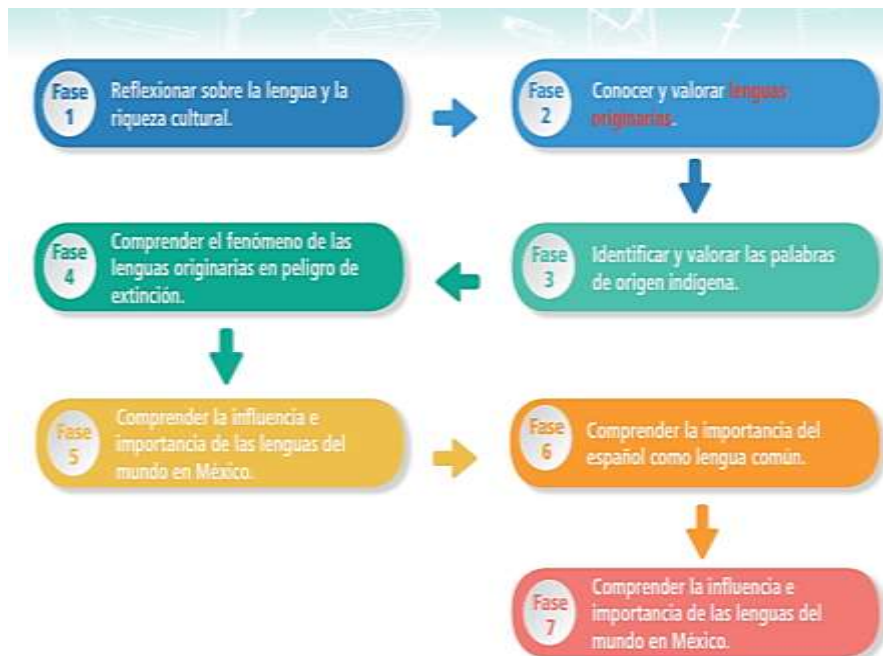 Fase
1
Reflexionar sobre la lengua y la
riqueza cultural.
Fase
2
Conocer y valorar lenguas
originarias.
Fase
3
Identificar y valorar las palabras
de origen indígena.
Fase
4
Comprender el fenómeno de las
lenguas originarias en peligro de
extinción.
Fase
5
Comprender la influencia e
importancia de las lenguas del
mundo en México.
Fase
6
Comprender la importancia del
español como lengua común.
Fase
7
Comprender la influencia e
importancia de las lenguas del
mundo en México.